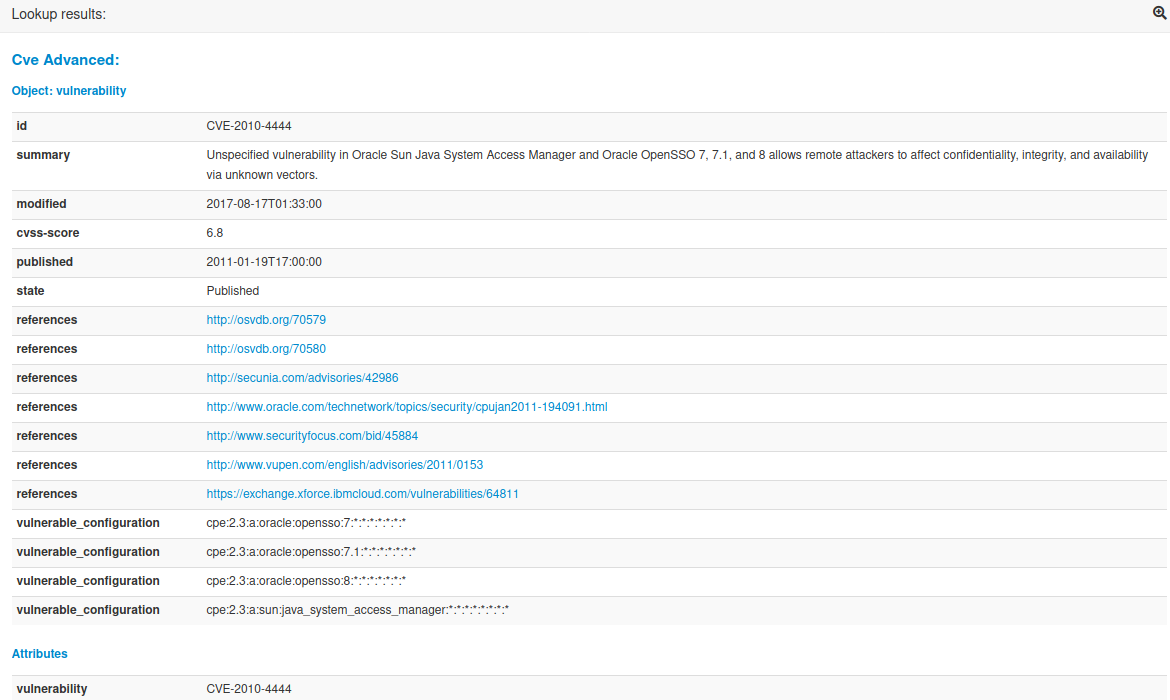 Lookup results:
Cve Advanced:
Object: vulnerability
id CVE-2010-4444
summary Unspecified vulnerability in Oracle Sun Java System Access Manager and Oracle OpenSSO 7, 7.1, and 8 allows remote attackers to affect confidentiality, integrity, and availability
via unknown vectors.
modified 2017-08-17T01:33:00
cvss-score 6.8
published 2011-01-19T17:00:00
state Published
references http://osvdb.org/70579
references http://osvdb.org/70580
references http://secunia.com/advisories/42986
references http://www.oracle.com/technetwork/topics/security/cpujan2011-194091.html
references http://www.securityfocus.com/bid/45884
references http://www.vupen.com/english/advisories/2011/0153
references https://exchange.xforce.ibmcloud.com/vulnerabilities/64811
vulnerable_configuration cpe:2.3:a:oracle:opensso:7:*:*:*:*:*:*:*
vulnerable_configuration cpe:2.3:a:oracle:opensso:7.1:*:*:*:*:*:*:*
vulnerable_configuration cpe:2.3:a:oracle:opensso:8:*:*:*:*:*:*:*
vulnerable_configuration cpe:2.3:a:sun:java_system_access_manager:*:*:*:*:*:*:*:*
Attributes
vulnerability CVE-2010-4444